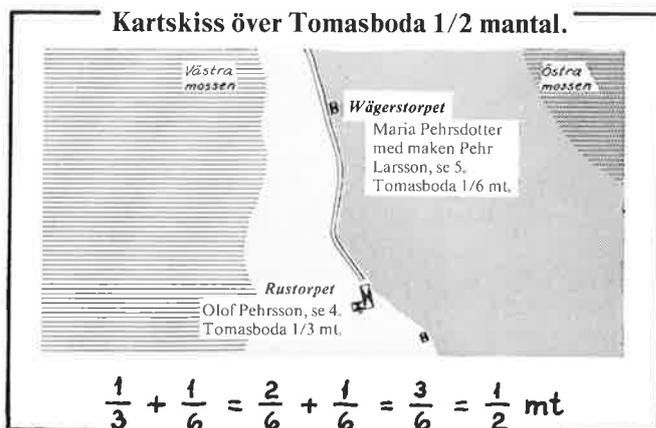 Kartskiss över Tomasboda 1/2 mantal.
Västra
mossen
Östra
mossen
Wägerstorpet
Maria Pehrsdotter
med maken Pehr
Larsson, se 5.
Tomasboda 1/6 mt.
Rustorpet
Olof Pehrsson, se 4.
Tomasboda 1/3 mt.
1/3 + 1/6 = 2/6 + 1/6 = 3/6 = 1/2 mt